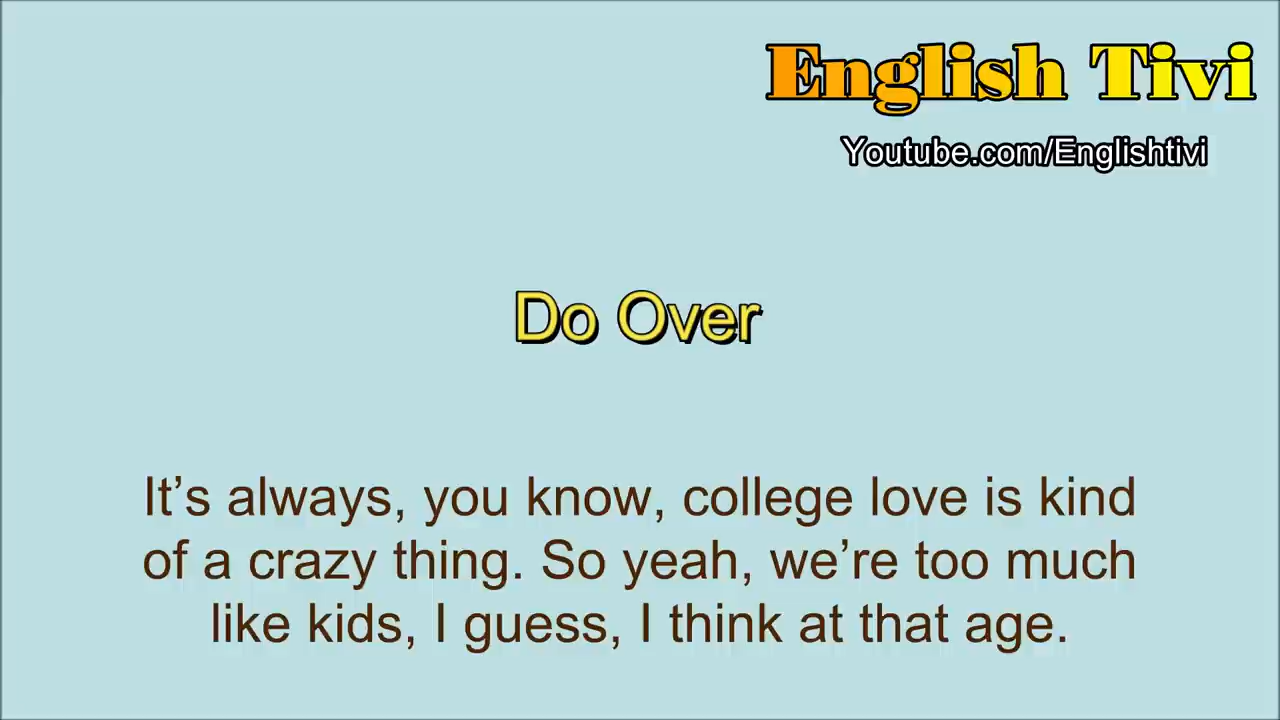 English Tivi
Youtube.com/Englishtivi
Do Over
It’s always, you know, college love is kind
of a crazy thing. So yeah, we’re too much
like kids, I guess, I think at that age.